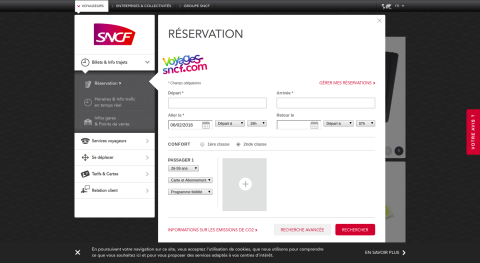 VOYAGEURS
ENTREPRISES & COLLECTIVITÉS
GROUPE SNCF
FR
SNCF
Billets & Info trajets
Réservation
Horaires & Info trafic
en temps réel
Infos gares
& Points de vente
Services voyageurs
Se déplacer
Tarifs & Cartes
Relation client
RÉSERVATION
Voyages-
sncf.com
* Champs obligatoires
GÉRER MES RÉSERVATIONS
Départ *
Arrivée *
Aller le *
Retour le
06/02/2016
Départ à
Départ à
CONFORT
1ère classe
2nde classe
PASSAGER 1
26-59 ans
Carte et Abonnement
Programme fidélité
INFORMATIONS SUR LES EMISSIONS DE CO2
RECHERCHE AVANCÉE
RECHERCHER
VOTRE AVIS ?
En poursuivant votre navigation sur ce site, vous acceptez l'utilisation de cookies, que nous utilisons pour comprendre
ce que vous souhaitez ici et pour vous proposer des services adaptés à vos centres d'intérêt.
EN SAVOIR PLUS